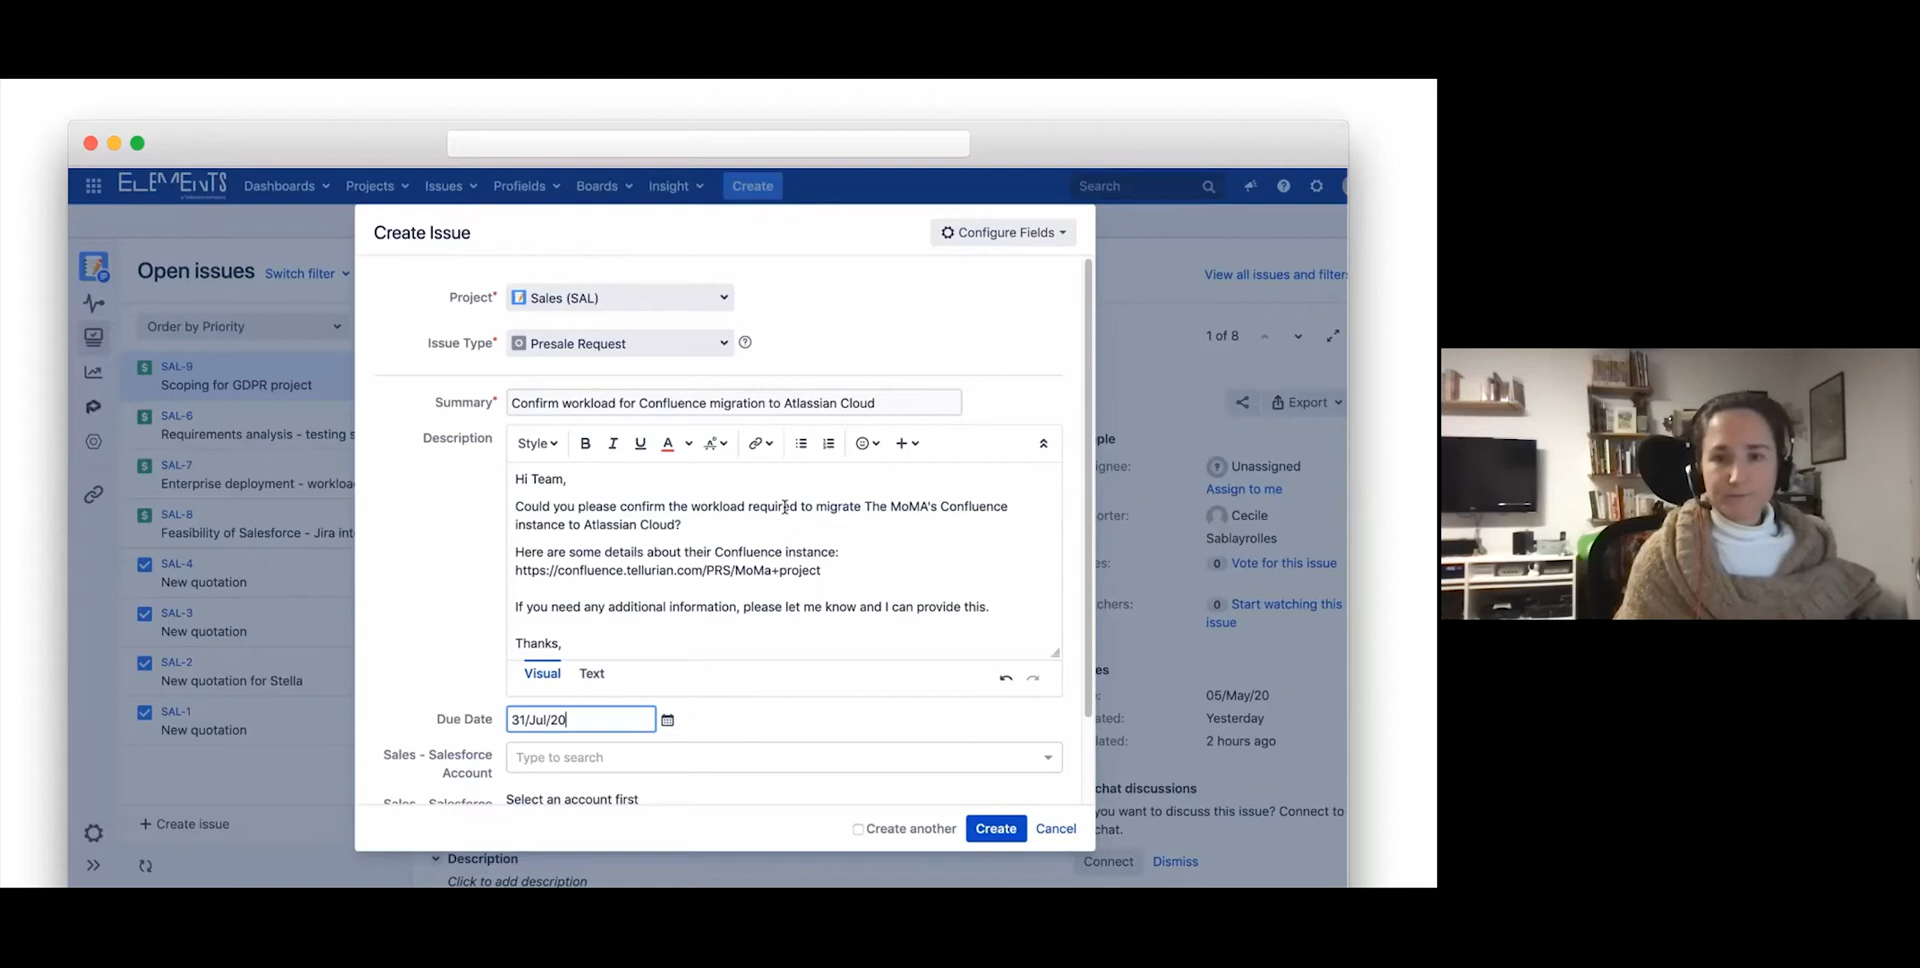 ELEMENTS
Dashboards Projects Issues Profields Boards Insight Create
Search
Create Issue
Configure Fields
Open issues Switch filter
View all issues and filter
Order by Priority
1 of 8
SAL-9
Scoping for GDPR project
SAL-6
Requirements analysis - testing s
SAL-7
Enterprise deployment - workloa
SAL-8
Feasibility of Salesforce - Jira int
SAL-4
New quotation
SAL-3
New quotation
SAL-2
New quotation for Stella
SAL-1
New quotation
+ Create issue
Project*
Sales (SAL)
Issue Type*
Presale Request
Summary*
Confirm workload for Confluence migration to Atlassian Cloud
Description
Style B I U A
Hi Team,
Could you please confirm the workload required to migrate The MoMA's Confluence
instance to Atlassian Cloud?
Here are some details about their Confluence instance:
https://confluence.tellurian.com/PRS/MoMa+project
If you need any additional information, please let me know and I can provide this.
Thanks,
Visual Text
Due Date
31/Jul/20
Sales - Salesforce
Account
Type to search
Sales - Salesforce
Select an account first
Create another Create Cancel
Description
Click to add description
Export
ople
gnee:
Unassigned
Assign to me
orter:
Cecile
Sablayrolles
es:
0 Vote for this issue
chers:
0 Start watching this
issue
es
05/May/20
ated:
Yesterday
lated:
2 hours ago
chat discussions
you want to discuss this issue? Connect to
chat.
Connect Dismiss